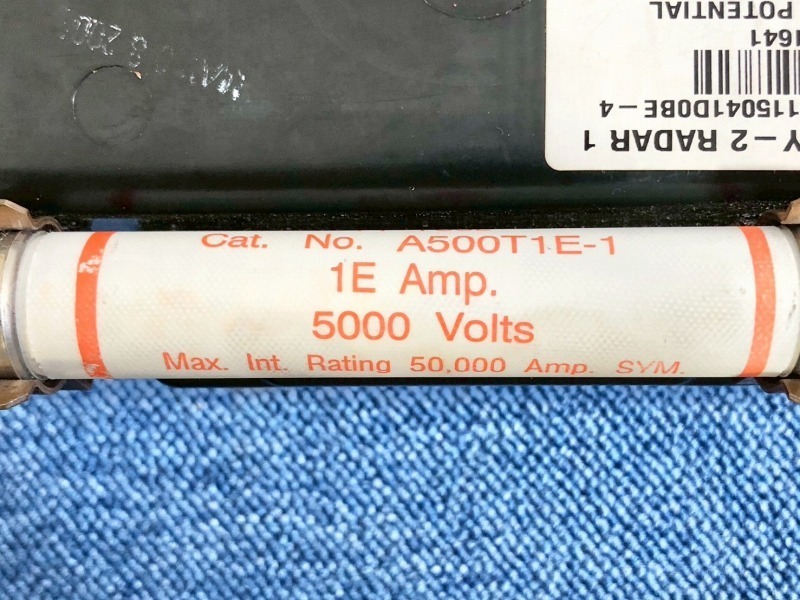 Cat. No. A500T1E-1
1E Amp.
5000 Volts
Max. Int. Rating 50,000 Amp. SYM.
Y-2 RADAR 1
115041D0BE-4
1641
POTENTIAL